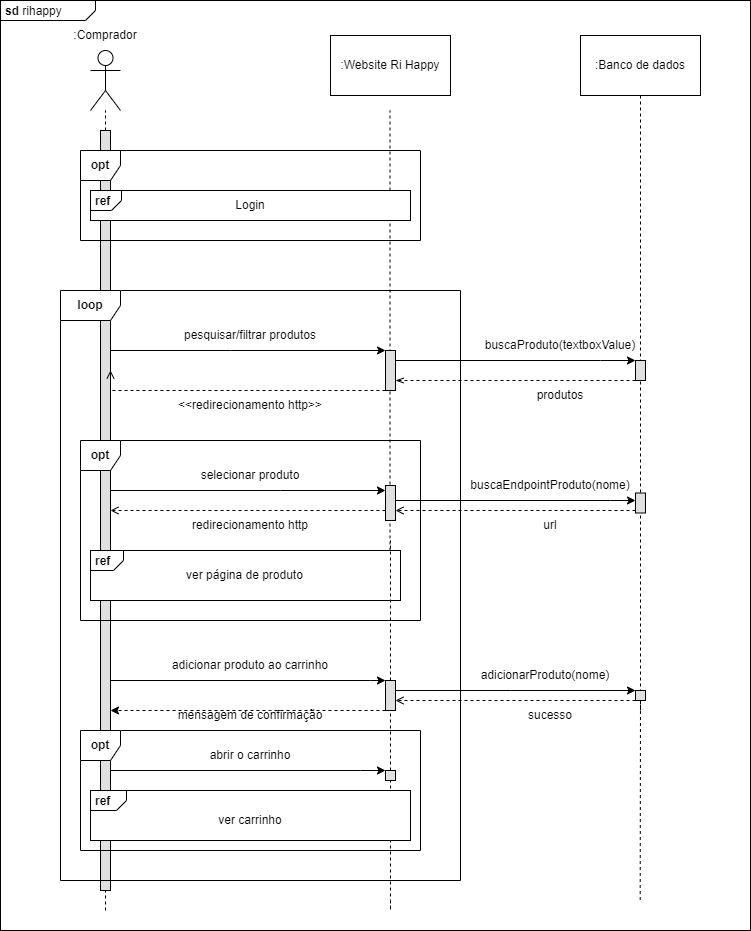 sd rihappy
:Comprador
:Website Ri Happy
:Banco de dados
opt
ref
Login
loop
pesquisar/filtrar produtos
buscaProduto(textboxValue)
produtos
<<redirecionamento http>>
opt
selecionar produto
buscaEndpointProduto(nome)
redirecionamento http
url
ref
ver página de produto
adicionar produto ao carrinho
adicionarProduto(nome)
mensagem de confirmação
sucesso
opt
abrir o carrinho
ref
ver carrinho